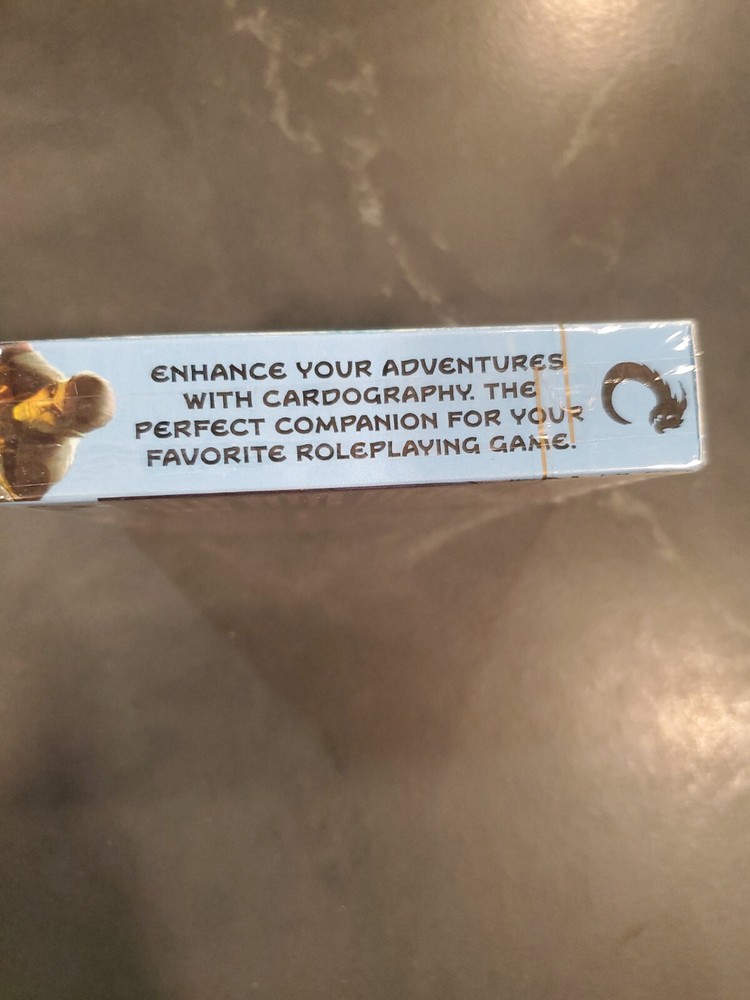 ENHANCE YOUR ADVENTURES
WITH CARDOGRAPHY. THE
PERFECT COMPANION FOR YOUR
FAVORITE ROLEPLAYING GAME.